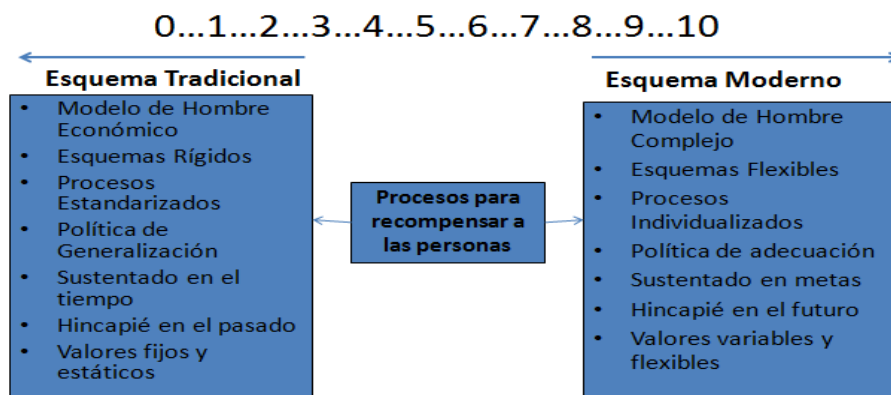 0...1...2...3...4...5...6...7...8...9...10
Esquema Tradicional
• Modelo de Hombre
Económico
• Esquemas Rígidos
• Procesos
Estandarizados
• Política de
Generalización
• Sustentado en el
tiempo
• Hincapié en el pasado
• Valores fijos y
estáticos
Procesos para
recompensar a
las personas
Esquema Moderno
• Modelo de Hombre
Complejo
• Esquemas Flexibles
• Procesos
Individualizados
• Política de adecuación
• Sustentado en metas
• Hincapié en el futuro
• Valores variables y
flexibles